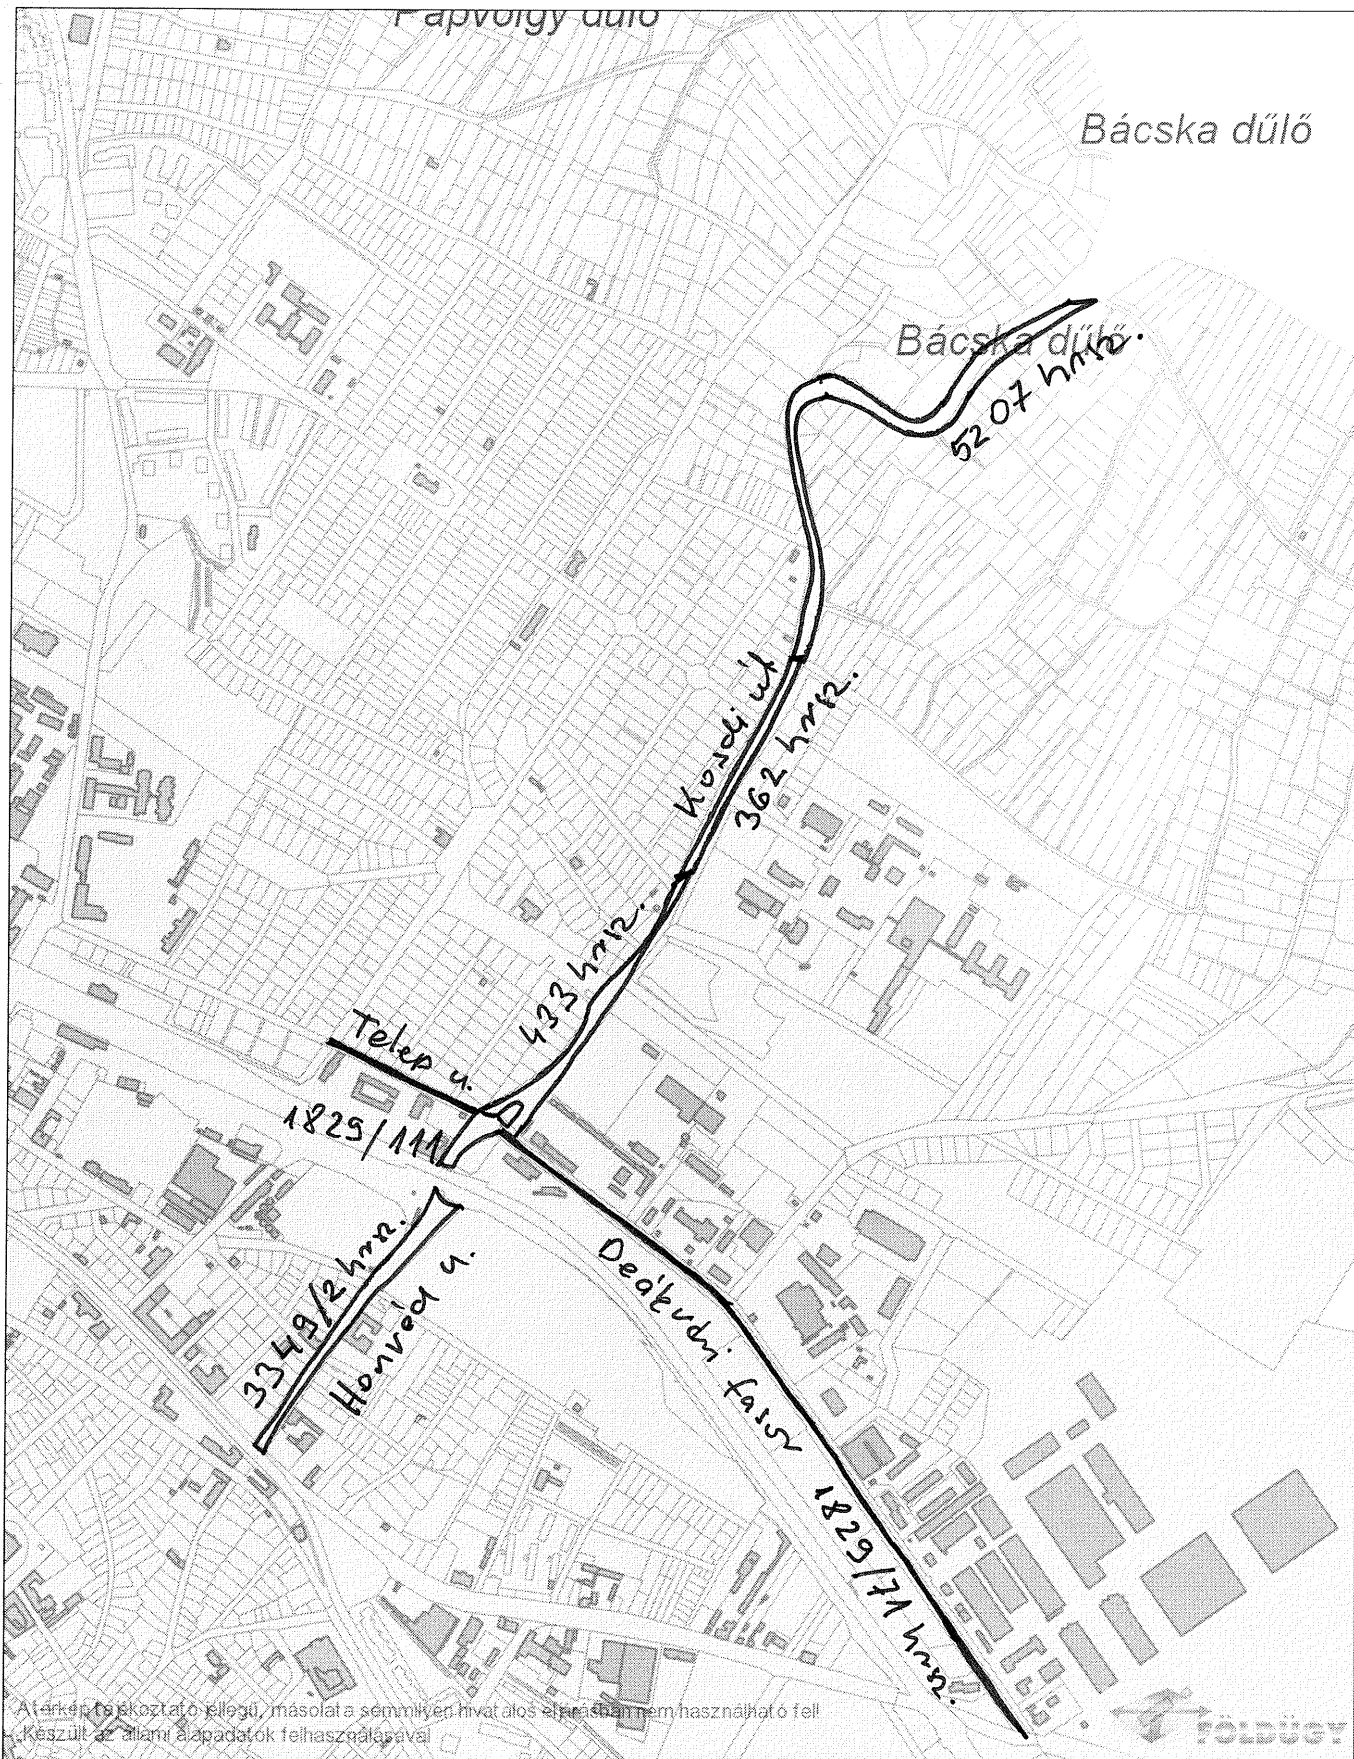 Papvölgy dűlő
Bácska dűlő
Bácska dűlő
5207 hrsz.
Kosdi út
362 hrsz.
433 hrsz.
Telep u.
1829/111
3349/2 hrsz.
Honvéd u.
Deákvári fasor
1829/71 hrsz.
A térkép tájékoztató jellegű, másolata semmilyen hivatalos eljárásban nem használható fel!
Készült az állami alapadatok felhasználásával
FÖLDÜGY